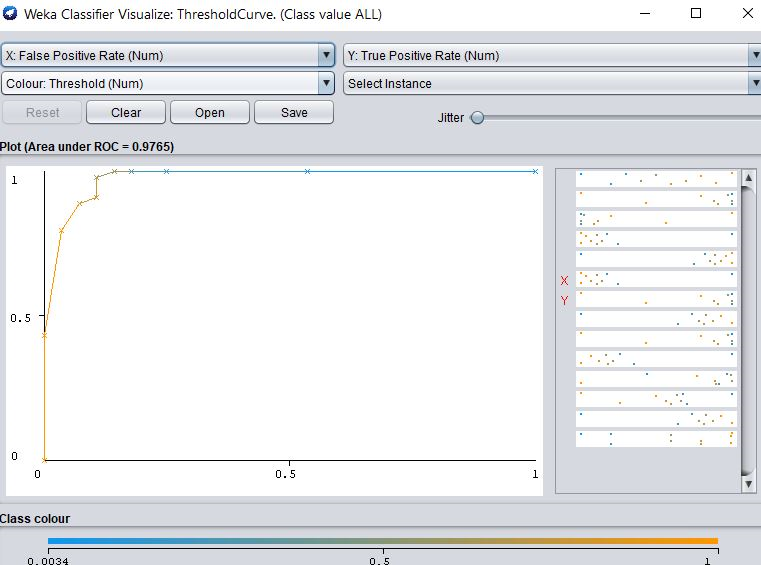 Weka Classifier Visualize: ThresholdCurve. (Class value ALL)
X: False Positive Rate (Num)
Y: True Positive Rate (Num)
Colour: Threshold (Num)
Select Instance
Reset
Clear
Open
Save
Jitter
Plot (Area under ROC = 0.9765)
1
0.5
0
0
0.5
1
X
Y
Class colour
0.0034
0.5
1